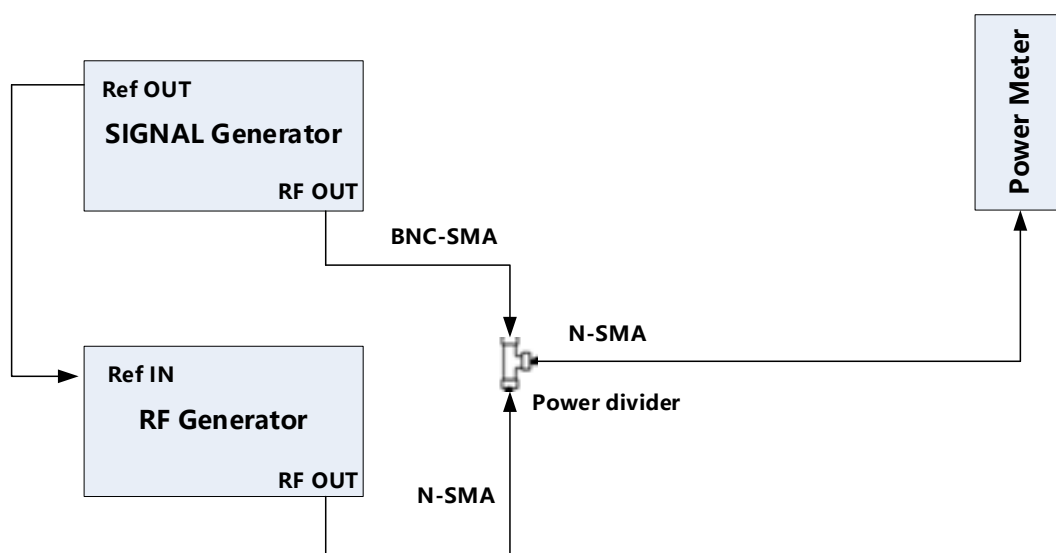 Ref OUT
SIGNAL Generator
RF OUT
BNC-SMA
Power Meter
N-SMA
Power divider
Ref IN
RF Generator
RF OUT
N-SMA